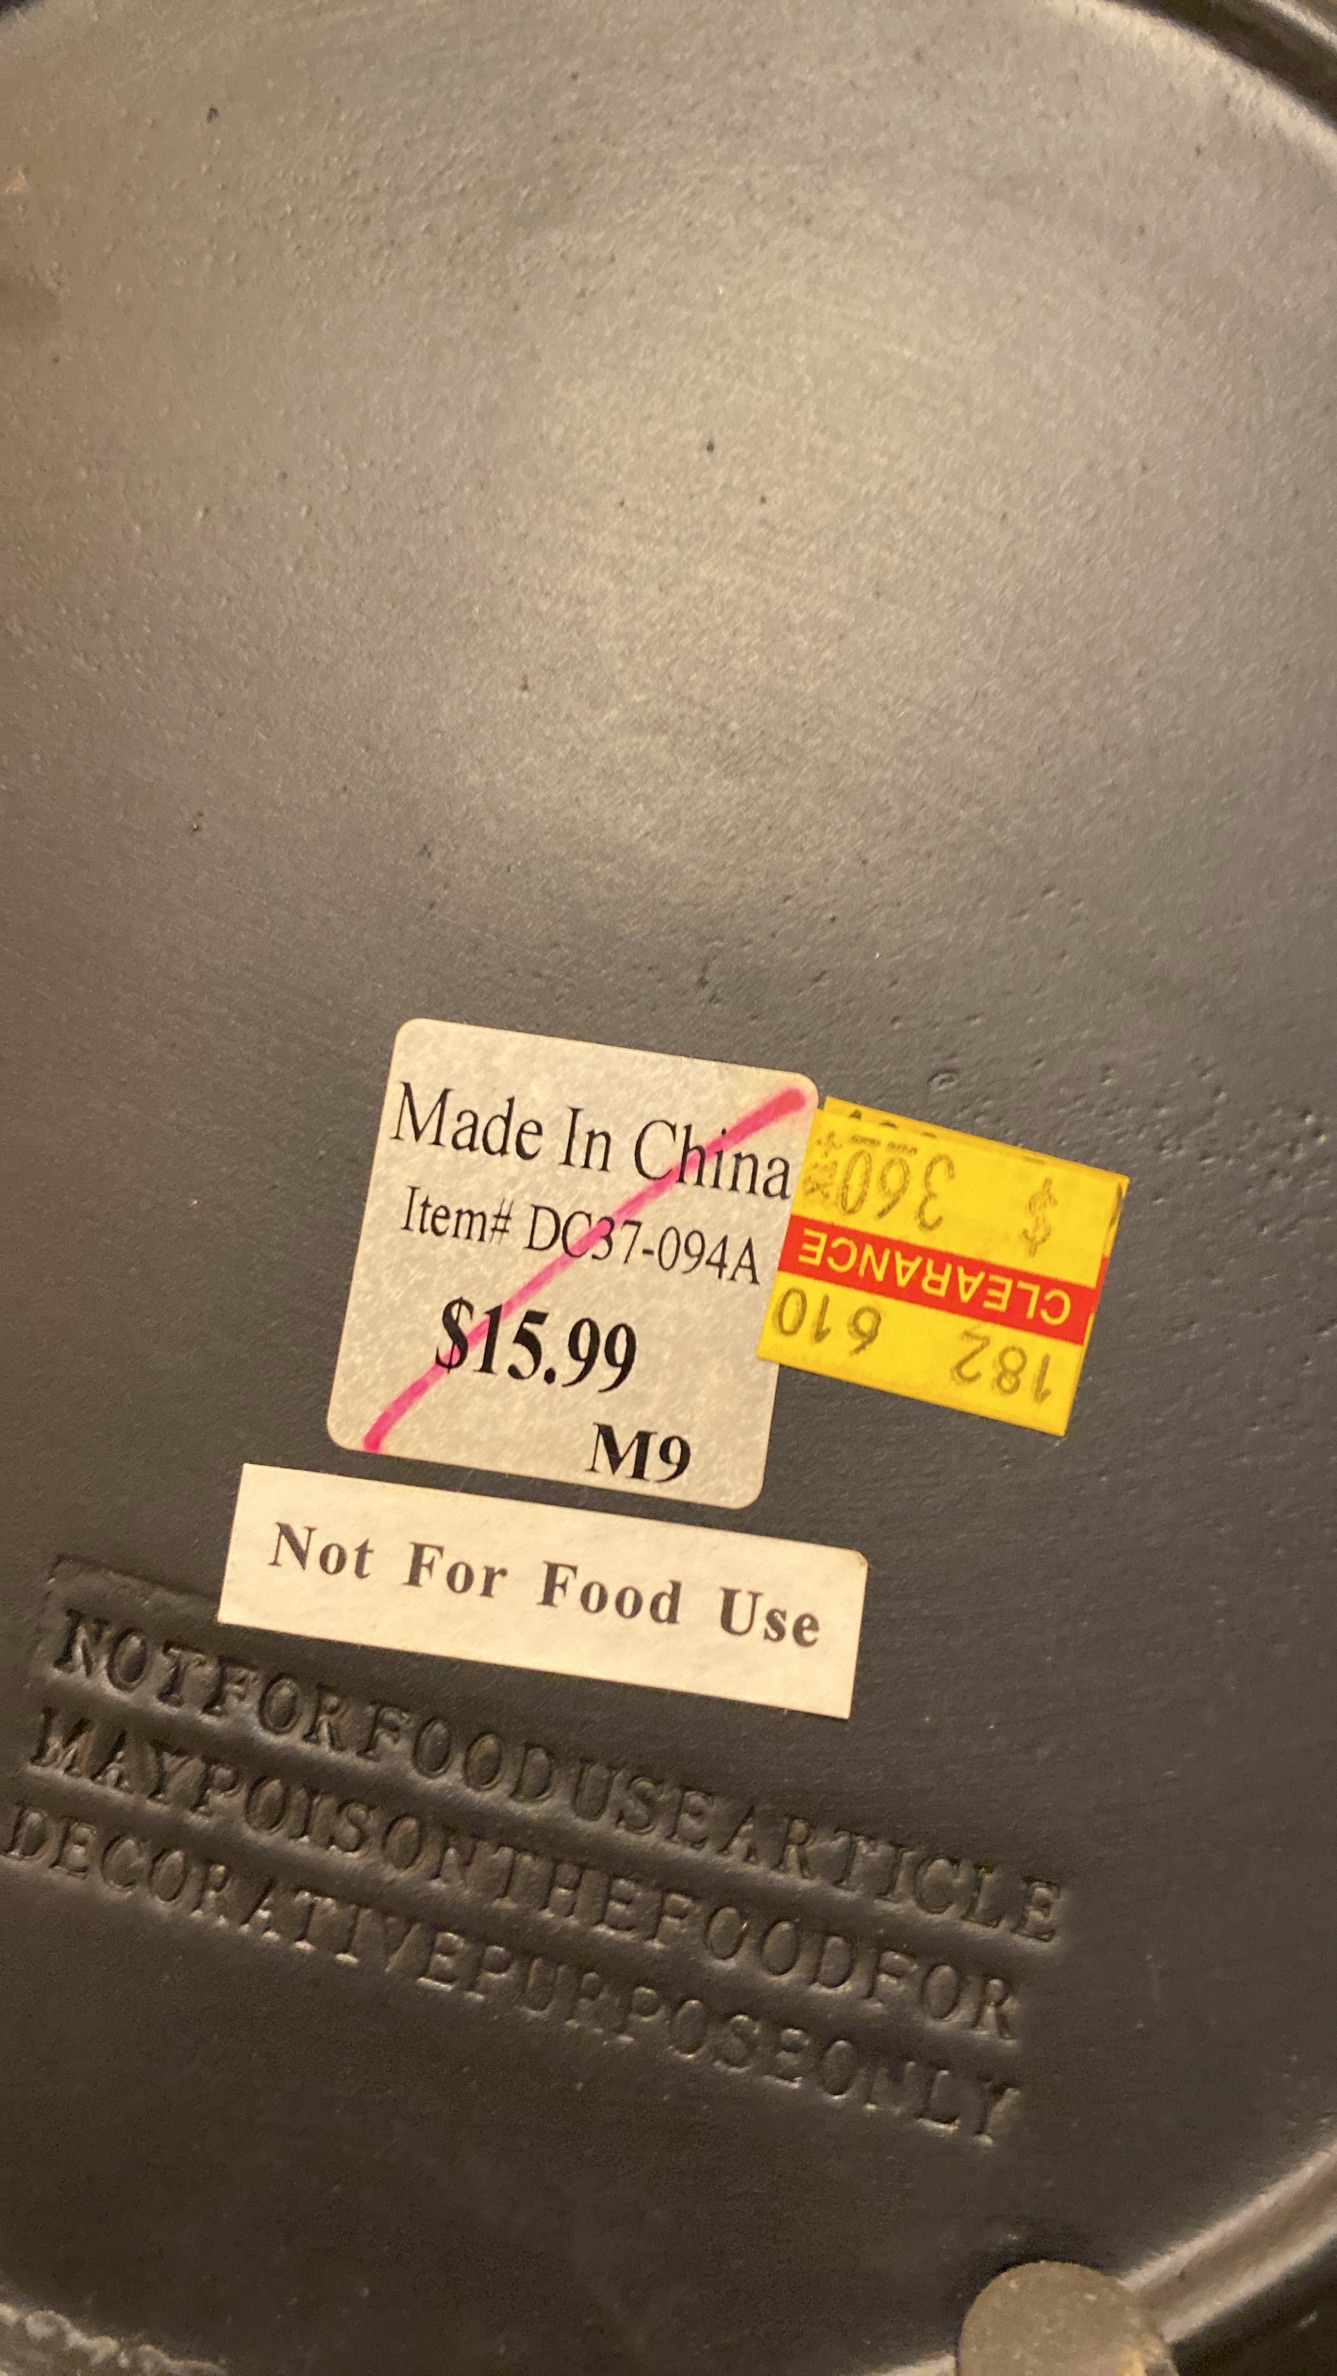 Made In China
Item# DC37-094A
$15.99
M9
182 610
CLEARANCE
$ 360
Not For Food Use
NOTFORFOODUSEARTICLE
MAYPOISONTHEFOODFOR
DECORATIVEPURPOSEONLY